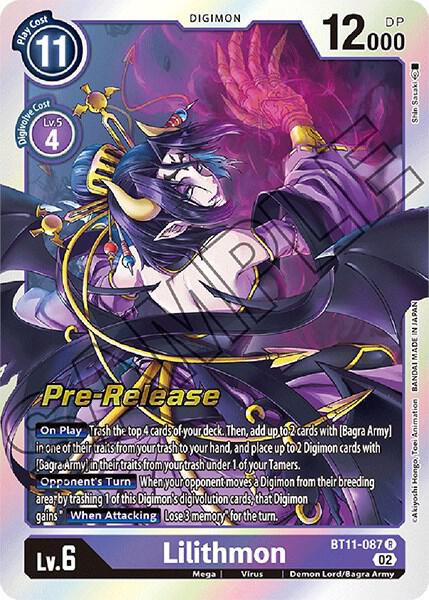 Play Cost
11
DIGIMON
DP
12000
Digivolve Cost
Lv.5
4
Shin Sasaki
SAMPLE
Pre-Release
On Play Trash the top 4 cards of your deck. Then, add up to 2 cards with [Bagra Army]
in one of their traits from your trash to your hand, and place up to 2 Digimon cards with
[Bagra Army] in their traits from your trash under 1 of your Tamers.
Opponent's Turn When your opponent moves a Digimon from their breeding
area, by trashing 1 of this Digimon's digivolution cards, that Digimon
gains "When Attacking Lose 3 memory" for the turn.
©Akiyoshi Hongo, Toei Animation BANDAI MADE IN JAPAN
Lv.6
Lilithmon
BT11-087 R
02
Mega Virus Demon Lord/Bagra Army